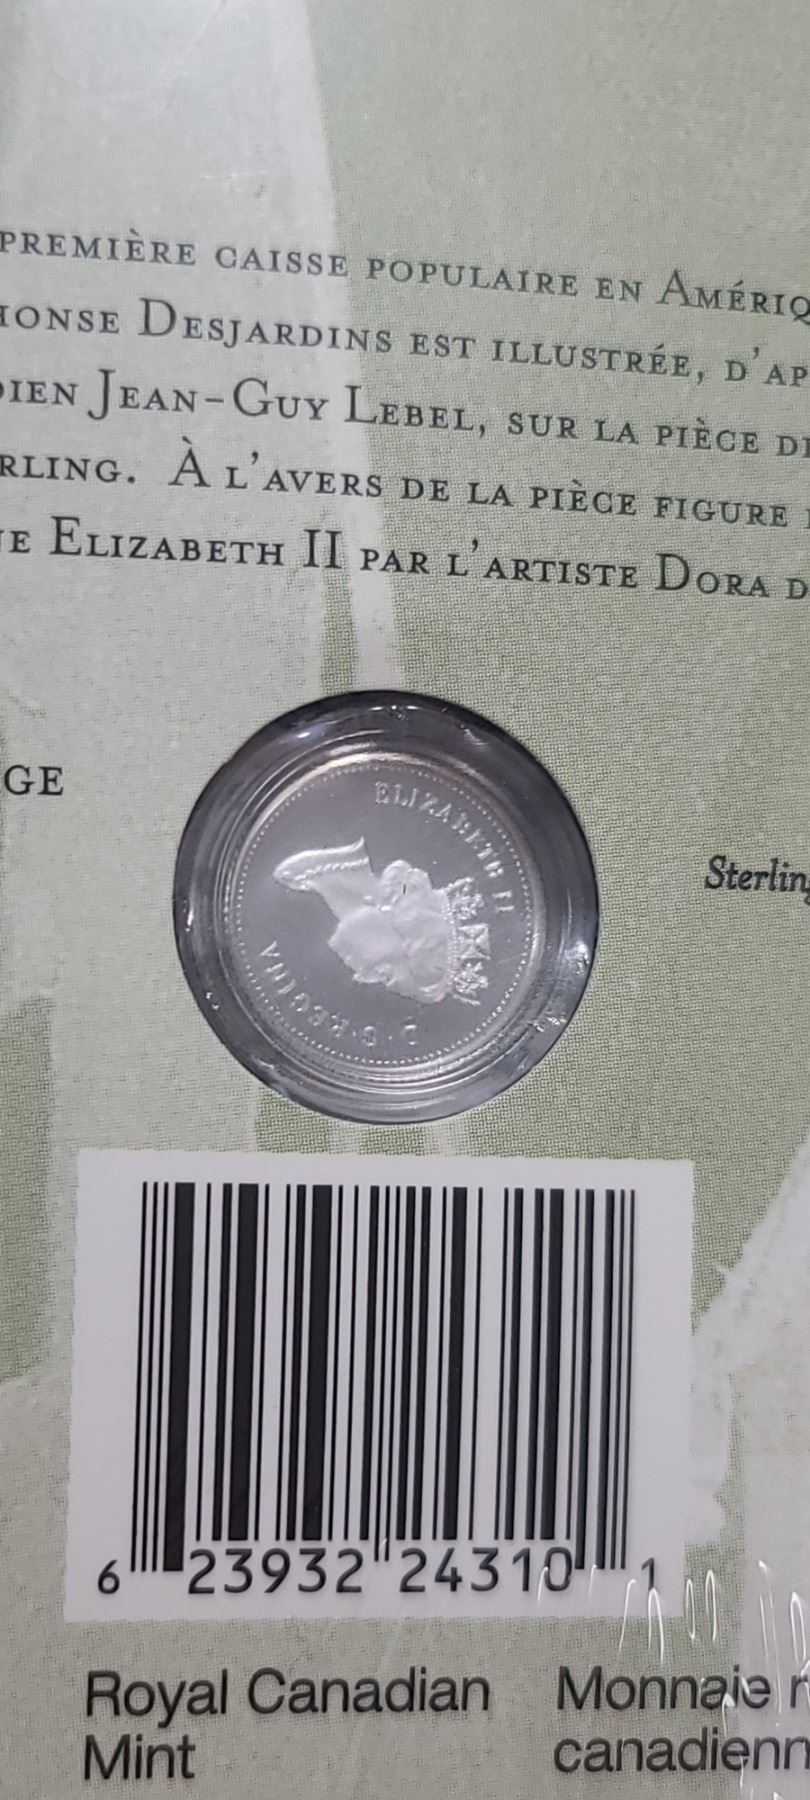 PREMIÈRE CAISSE POPULAIRE EN AMÉRIQ
HONSE DESJARDINS EST ILLUSTRÉE, D'AP
DIEN JEAN-GUY LEBEL, SUR LA PIÈCE DE
RLING. À L'AVERS DE LA PIÈCE FIGURE
E ELIZABETH II PAR L'ARTISTE DORA D
GE
Sterlin
ELIZABETH II
D·G·REGINA
6 23932 24310 1
Royal Canadian
Mint
Monnaie r
canadienn